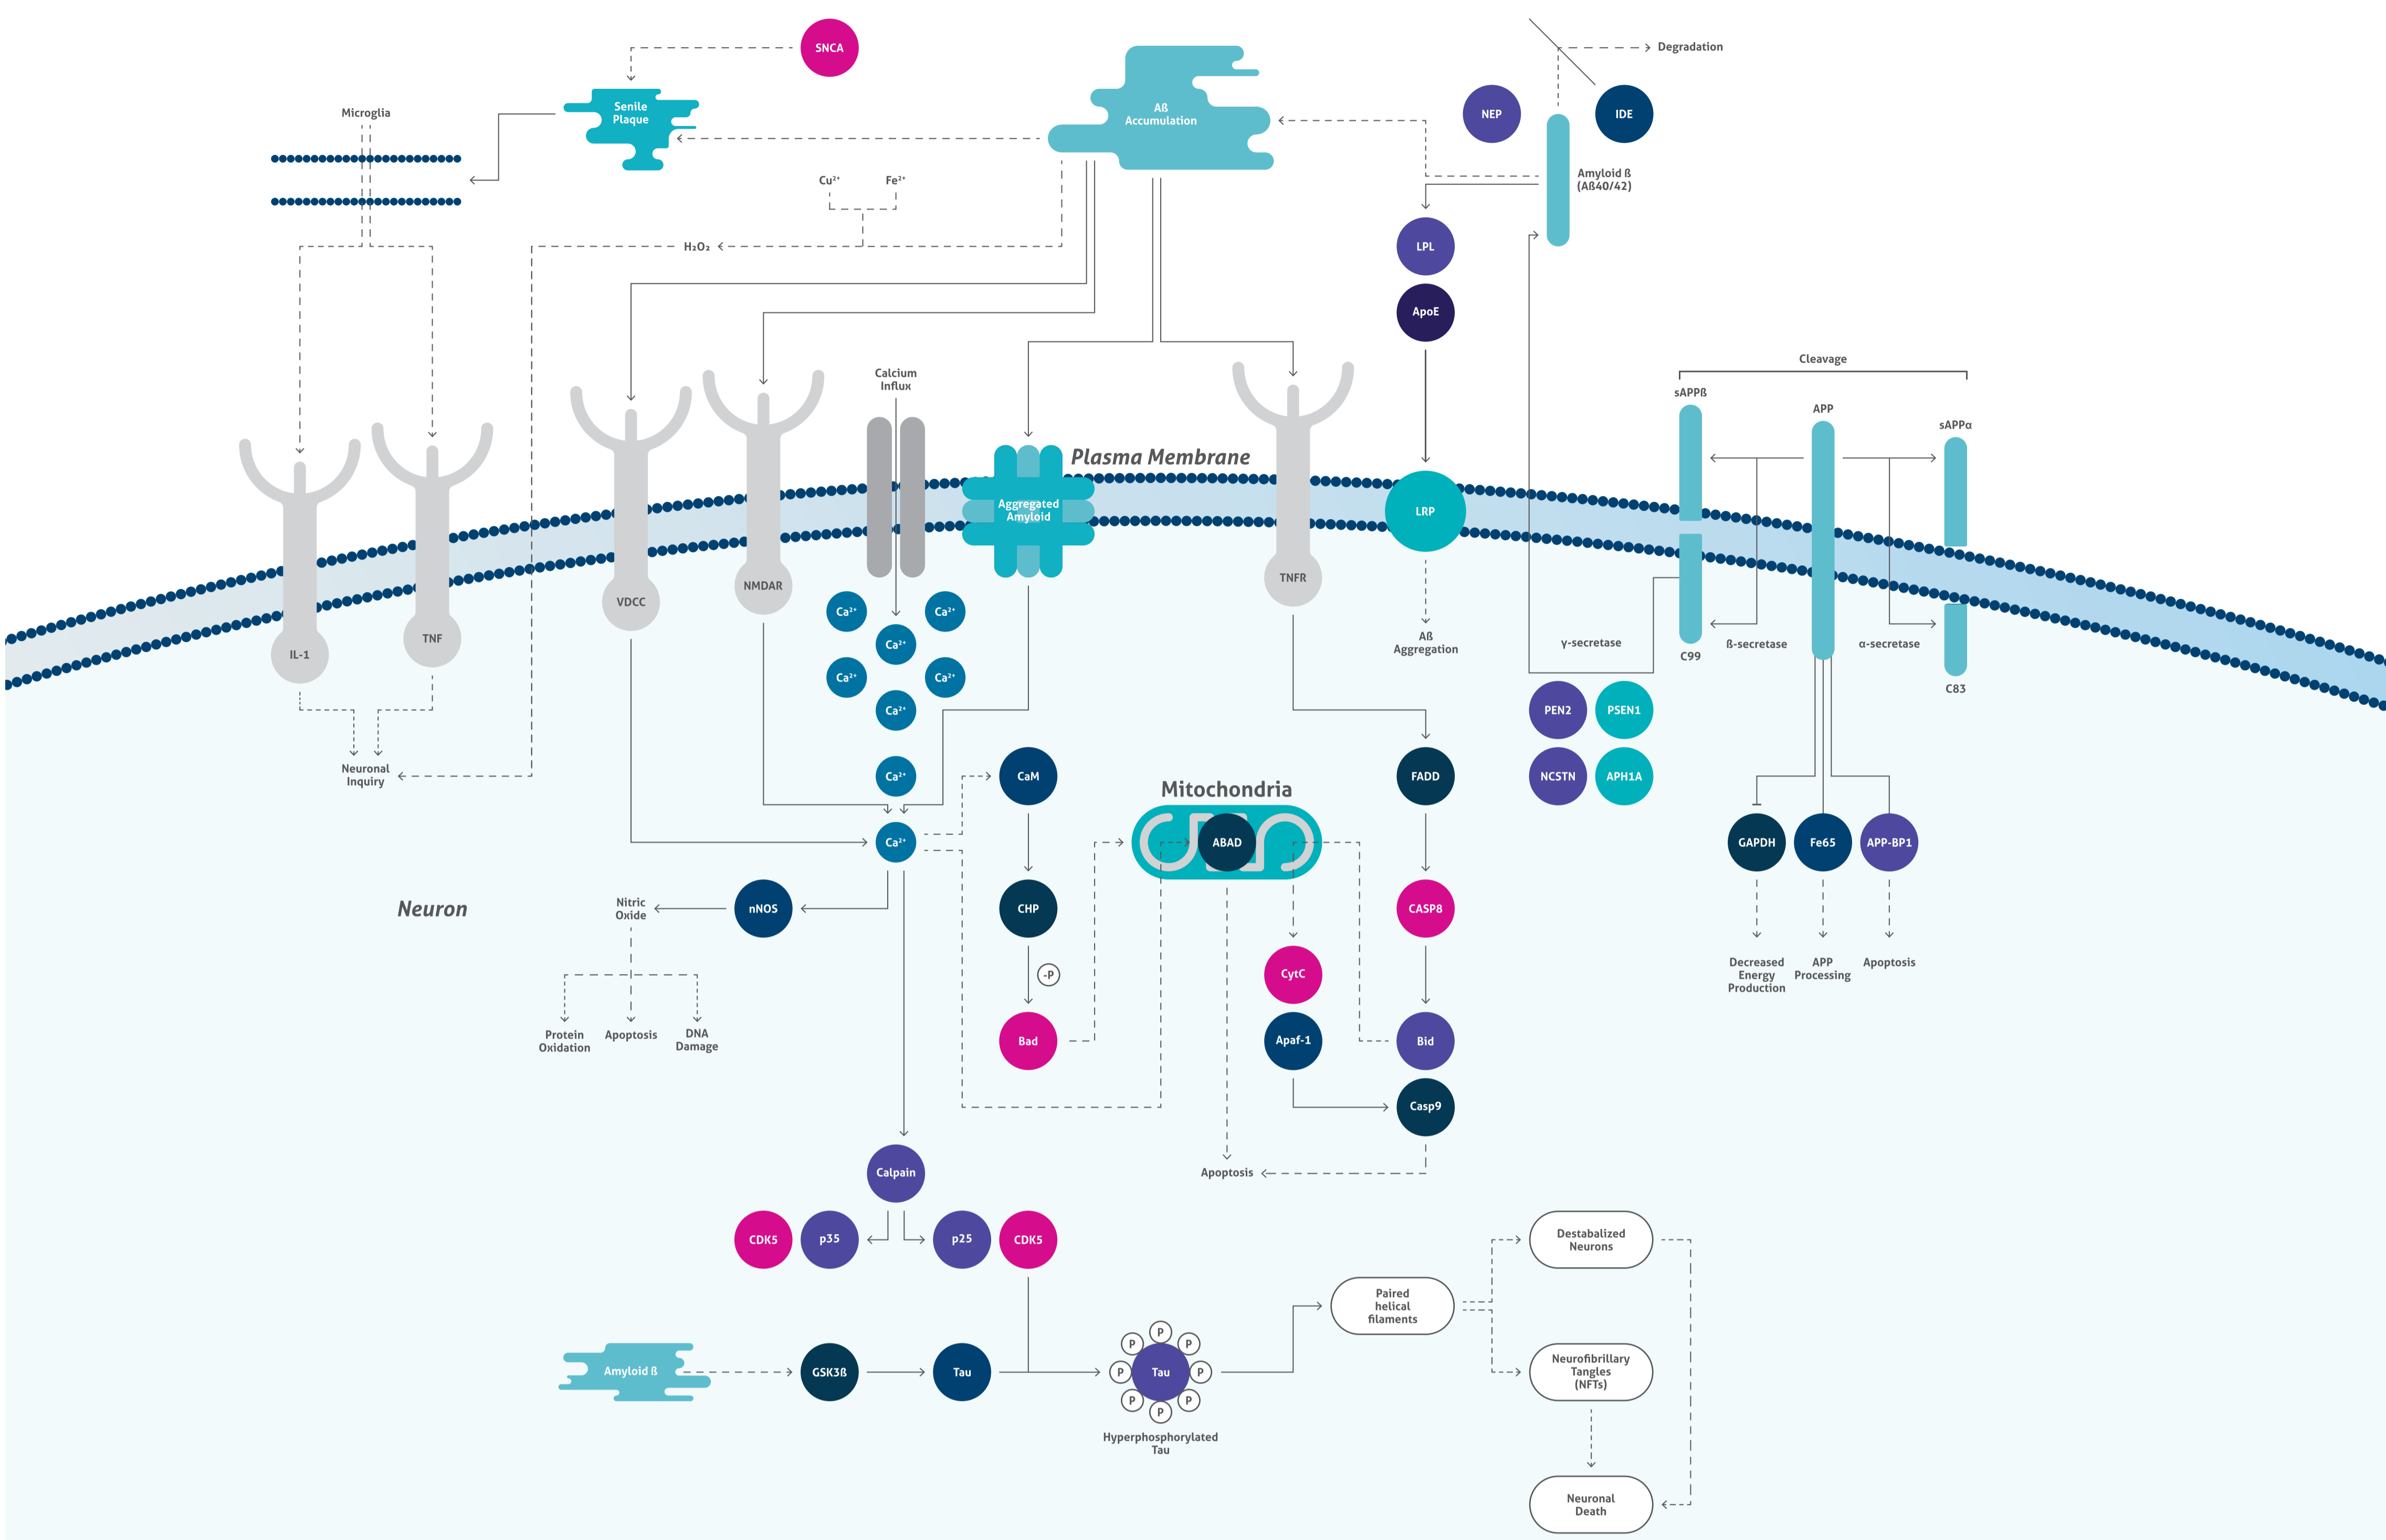 SNCA
Degradation
Senile
Plaque
Aß
Accumulation
Microglia
NEP
IDE
Cu²⁺
Fe²⁺
Amyloid ß
(Aß40/42)
H₂O₂
LPL
ApoE
Calcium
Influx
Cleavage
sAPPß
APP
sAPPα
Plasma Membrane
Aggregated
Amyloid
LRP
VDCC
NMDAR
TNFR
IL-1
TNF
Ca²⁺
Ca²⁺
Ca²⁺
Ca²⁺
Ca²⁺
Ca²⁺
Aß
Aggregation
γ-secretase
C99
ß-secretase
α-secretase
C83
PEN2
PSEN1
NCSTN
APH1A
Neuronal
Inquiry
Ca²⁺
CaM
Mitochondria
FADD
Ca²⁺
ABAD
GAPDH
Fe65
APP-BP1
Neuron
Nitric
Oxide
nNOS
CHP
CASP8
-P
CytC
Decreased
Energy
Production
APP
Processing
Apoptosis
Protein
Oxidation
Apoptosis
DNA
Damage
Bad
Apaf-1
Bid
Casp9
Calpain
Apoptosis
CDK5
p35
p25
CDK5
Destabalized
Neurons
Paired
helical
filaments
Amyloid ß
GSK3ß
Tau
P
P
P
P
Tau
P
P
P
P
Hyperphosphorylated
Tau
Neurofibrillary
Tangles
(NFTs)
Neuronal
Death